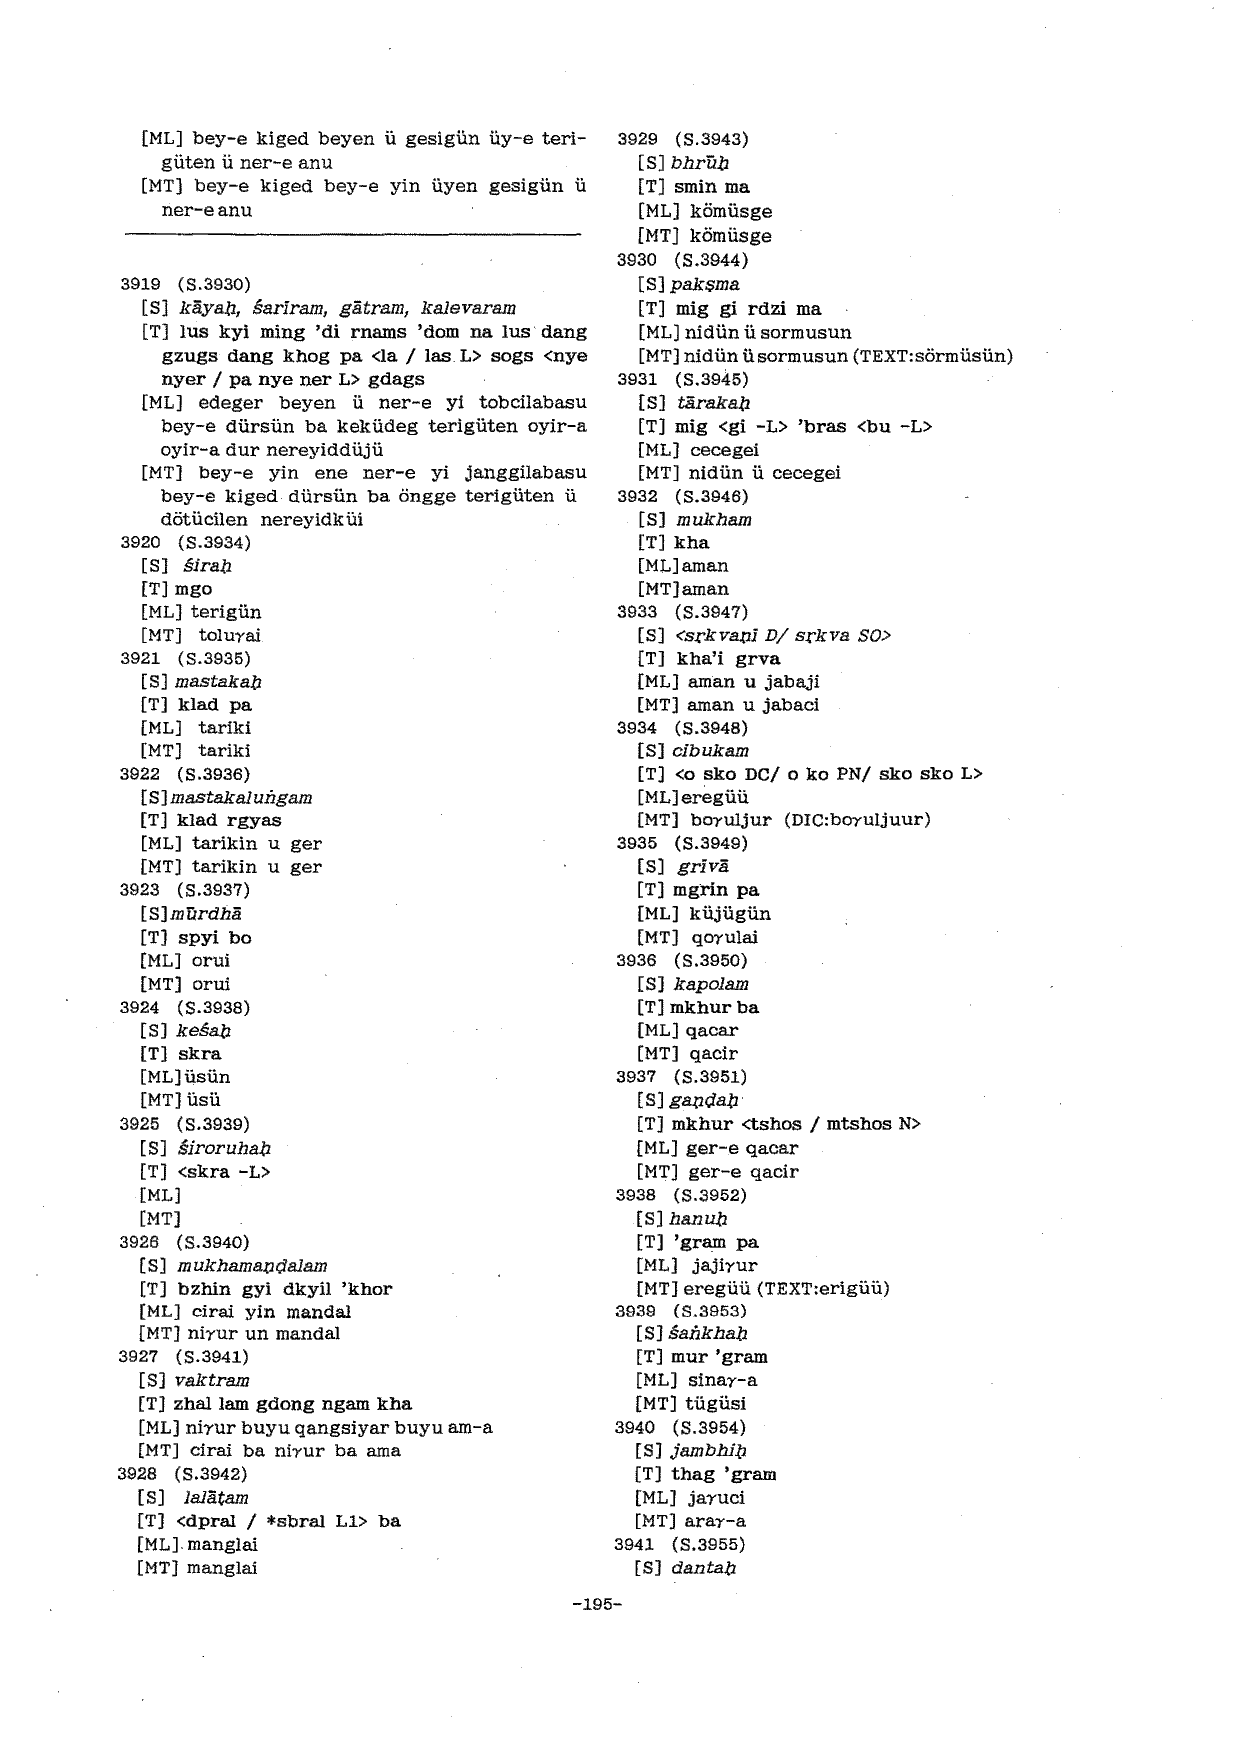 [ML] bey-e kiged beyen ü gesigün üy-e teri-
güten ü ner-e anu
[MT] bey-e kiged bey-e yin üyen gesigün ü
ner-e anu
3919 (S.3930)
[S] kāyaḥ, śarīram, gātram, kalevaram
[T] lus kyi ming ’di rnams ’dom na lus dang
gzugs dang khog pa <la / las L> sogs <nye
nyer / pa nye ner L> gdags
[ML] edeger beyen ü ner-e yi tobcilabasu
bey-e dürsün ba keküdeg terigüten oyir-a
oyir-a dur nereyiddüjü
[MT] bey-e yin ene ner-e yi janggilabasu
bey-e kiged dürsün ba öngge terigüten ü
dötücilen nereyidküi
3920 (S.3934)
[S] śiraḥ
[T] mgo
[ML] terigün
[MT] toluγai
3921 (S.3935)
[S] mastakaḥ
[T] klad pa
[ML] tariki
[MT] tariki
3922 (S.3936)
[S] mastakaluṅgam
[T] klad rgyas
[ML] tarikin u ger
[MT] tarikin u ger
3923 (S.3937)
[S] mūrdhā
[T] spyi bo
[ML] orui
[MT] orui
3924 (S.3938)
[S] keśaḥ
[T] skra
[ML] üsün
[MT] üsü
3925 (S.3939)
[S] śiroruhaḥ
[T] <skra -L>
[ML]
[MT]
3926 (S.3940)
[S] mukhamaṇḍalam
[T] bzhin gyi dkyil ’khor
[ML] cirai yin mandal
[MT] niγur un mandal
3927 (S.3941)
[S] vaktram
[T] zhal lam gdong ngam kha
[ML] niγur buyu qangsiyar buyu am-a
[MT] cirai ba niγur ba ama
3928 (S.3942)
[S] lalāṭam
[T] <dpral / *sbral L1> ba
[ML] manglai
[MT] manglai
3929 (S.3943)
[S] bhrūḥ
[T] smin ma
[ML] kömüsge
[MT] kömüsge
3930 (S.3944)
[S] pakṣma
[T] mig gi rdzi ma
[ML] nidün ü sormusun
[MT] nidün ü sormusun (TEXT:sörmüsün)
3931 (S.3945)
[S] tārakaḥ
[T] mig <gi -L> ’bras <bu -L>
[ML] cecegei
[MT] nidün ü cecegei
3932 (S.3946)
[S] mukham
[T] kha
[ML] aman
[MT] aman
3933 (S.3947)
[S] <sṛkvaṇī D/ sṛkva SO>
[T] kha’i grva
[ML] aman u jabaji
[MT] aman u jabaci
3934 (S.3948)
[S] cibukam
[T] <o sko DC/ o ko PN/ sko sko L>
[ML] eregüü
[MT] boγuljur (DIC:boγuljuur)
3935 (S.3949)
[S] grīvā
[T] mgrin pa
[ML] küjügün
[MT] qoγulai
3936 (S.3950)
[S] kapolam
[T] mkhur ba
[ML] qacar
[MT] qacir
3937 (S.3951)
[S] gaṇḍaḥ
[T] mkhur <tshos / mtshos N>
[ML] ger-e qacar
[MT] ger-e qacir
3938 (S.3952)
[S] hanuḥ
[T] ’gram pa
[ML] jajiγur
[MT] eregüü (TEXT:erigüü)
3939 (S.3953)
[S] śaṅkhaḥ
[T] mur ’gram
[ML] sinaγ-a
[MT] tügüsi
3940 (S.3954)
[S] jambhiḥ
[T] thag ’gram
[ML] jaγuci
[MT] araγ-a
3941 (S.3955)
[S] dantaḥ
-195-